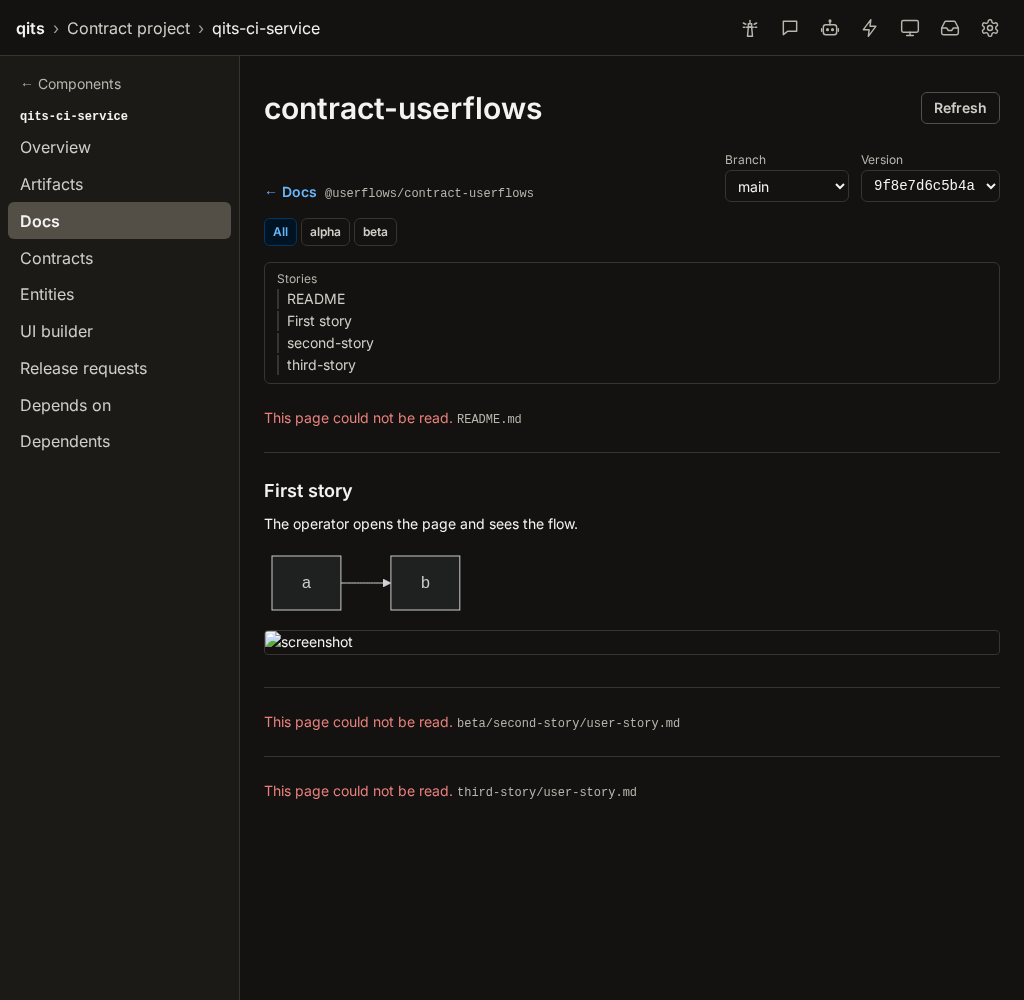 qits › Contract project › qits-ci-service
← Components
qits-ci-service
Overview
Artifacts
Docs
Contracts
Entities
UI builder
Release requests
Depends on
Dependents
contract-userflows
Refresh
← Docs @userflows/contract-userflows
Branch
main
Version
9f8e7d6c5b4a
All
alpha
beta
Stories
README
First story
second-story
third-story
This page could not be read. README.md
First story
The operator opens the page and sees the flow.
a
b
screenshot
This page could not be read. beta/second-story/user-story.md
This page could not be read. third-story/user-story.md